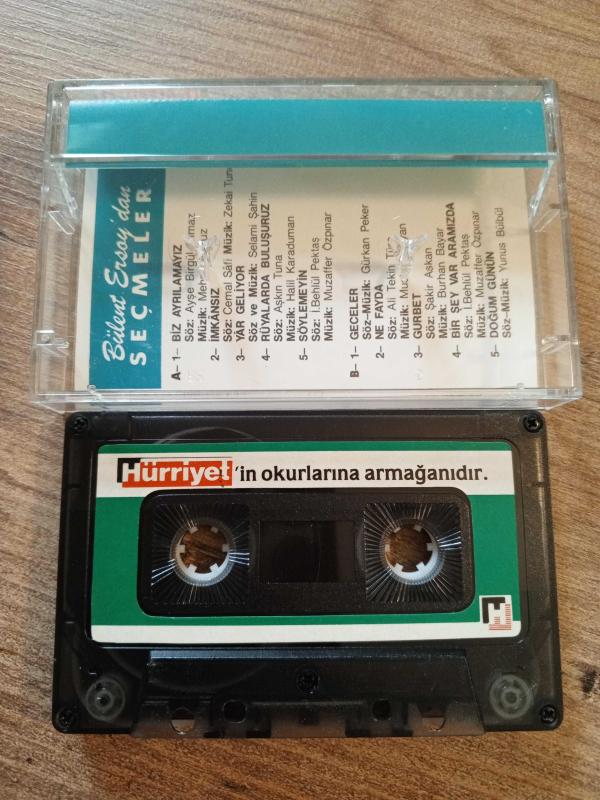 Bülent Ersoy'dan
SEÇMELER
A– 1– BİZ AYRILAMAYIZ
Söz: Ayşe Birgül
Müzik:
2– İMKANSIZ
Söz: Cemal Sâfi Müzik: Zekai
3– YAR GELİYOR
Söz ve Müzik: Selami Şahin
4– RÜYALARDA BULUŞURUZ
Söz: Aşkın Tuna
Müzik: Halil Karaduman
5– SÖYLEMEYİN
Söz: İ.Behlül Pektaş
Müzik: Muzaffer Özpınar
B– 1– GECELER
Söz–Müzik: Gürkan Peker
2– NE FAYDA
Söz: Ali Tekin
Müzik:
3– GURBET
Söz: Şakir Aşkan
Müzik: Burhan Bayar
4– BİR ŞEY VAR ARAMIZDA
Söz: İ.Behlül Pektaş
Müzik: Muzaffer Özpınar
5– DOĞUM GÜNÜN
Söz–Müzik: Yunus Bülbül
Hürriyet'in okurlarına armağanıdır.